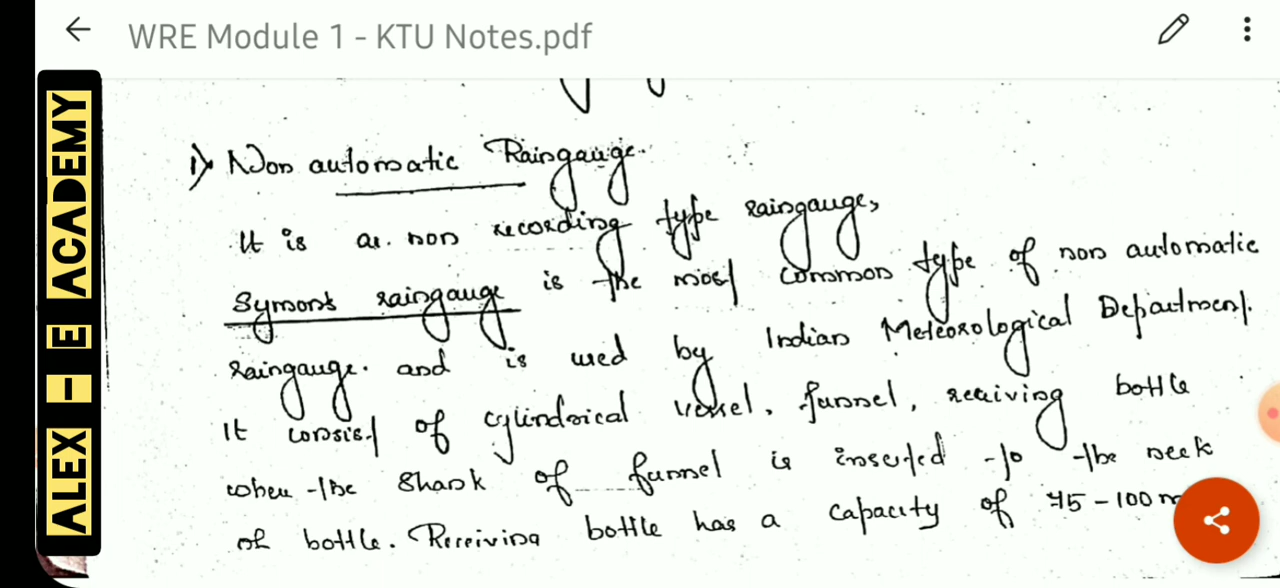 WRE Module 1 - KTU Notes.pdf
ALEX - E ACADEMY
1) Non automatic Raingauge.
It is a non recording type raingauge,
Symons raingauge is the most common type of non automatic
raingauge. and is used by Indian Meteorological Department.
It consist of cylindrical vessel, funnel, receiving bottle
when the Shank of funnel is inserted to the neck
of bottle. Receiving bottle has a capacity of 75-100 m